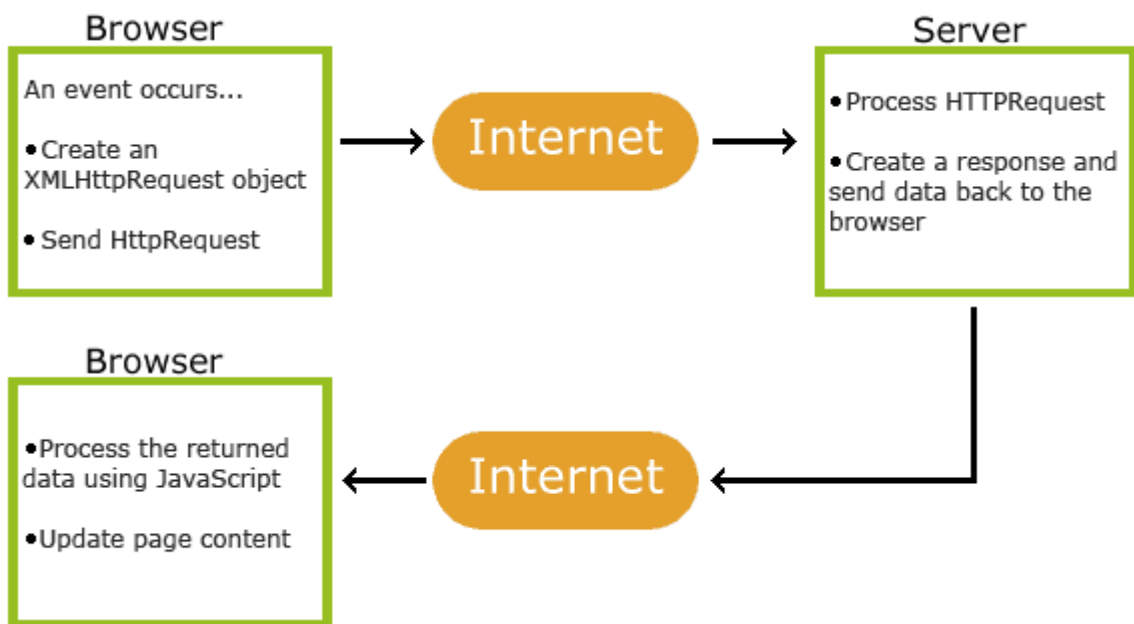 Browser
An event occurs...
•Create an
XMLHttpRequest object
• Send HttpRequest
Internet
Server
•Process HTTPRequest
•Create a response and
send data back to the
browser
Browser
•Process the returned
data using JavaScript
•Update page content
Internet